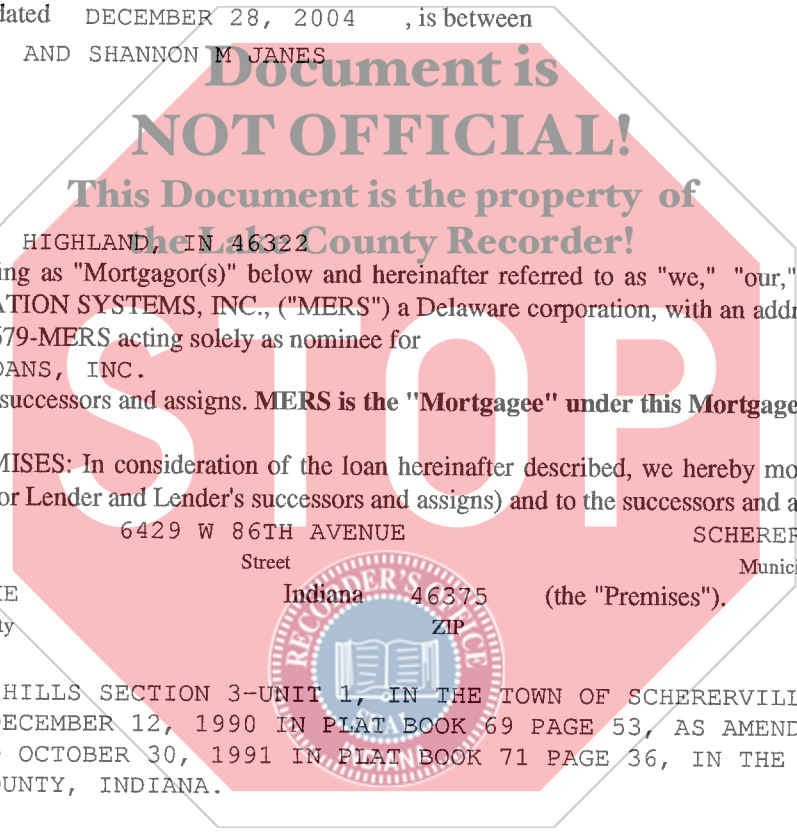 dated DECEMBER 28, 2004 , is between
AND SHANNON M JANES
Document is
NOT OFFICIAL!
This Document is the property of
the Lake County Recorder!
HIGHLAND, IN 46322
ing as "Mortgagor(s)" below and hereinafter referred to as "we," "our,"
ATION SYSTEMS, INC., ("MERS") a Delaware corporation, with an addr
679-MERS acting solely as nominee for
OANS, INC.
successors and assigns. MERS is the "Mortgagee" under this Mortgage
STOP
MISES: In consideration of the loan hereinafter described, we hereby mo
or Lender and Lender's successors and assigns) and to the successors and a
6429 W 86TH AVENUE SCHERER
Street Munici
E Indiana 46375 (the "Premises").
ty ZIP
RECORDER'S OFFICE
SEAL
INDIANA
HILLS SECTION 3-UNIT 1, IN THE TOWN OF SCHERERVILL
DECEMBER 12, 1990 IN PLAT BOOK 69 PAGE 53, AS AMEND
OCTOBER 30, 1991 IN PLAT BOOK 71 PAGE 36, IN THE
OUNTY, INDIANA.